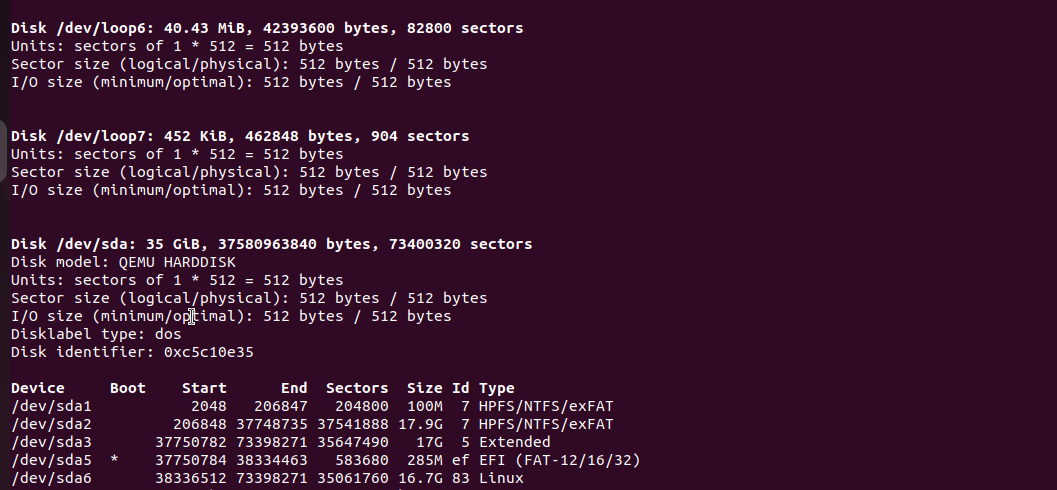 Disk /dev/loop6: 40.43 MiB, 42393600 bytes, 82800 sectors
Units: sectors of 1 * 512 = 512 bytes
Sector size (logical/physical): 512 bytes / 512 bytes
I/O size (minimum/optimal): 512 bytes / 512 bytes
Disk /dev/loop7: 452 KiB, 462848 bytes, 904 sectors
Units: sectors of 1 * 512 = 512 bytes
Sector size (logical/physical): 512 bytes / 512 bytes
I/O size (minimum/optimal): 512 bytes / 512 bytes
Disk /dev/sda: 35 GiB, 37580963840 bytes, 73400320 sectors
Disk model: QEMU HARDDISK
Units: sectors of 1 * 512 = 512 bytes
Sector size (logical/physical): 512 bytes / 512 bytes
I/O size (minimum/optimal): 512 bytes / 512 bytes
Disklabel type: dos
Disk identifier: 0xc5c10e35
Device     Boot    Start      End  Sectors  Size Id Type
/dev/sda1           2048   206847   204800  100M  7 HPFS/NTFS/exFAT
/dev/sda2         206848 37748735 37541888 17.9G  7 HPFS/NTFS/exFAT
/dev/sda3       37750782 73398271 35647490   17G  5 Extended
/dev/sda5  *    37750784 38334463   583680  285M ef EFI (FAT-12/16/32)
/dev/sda6       38336512 73398271 35061760 16.7G 83 Linux